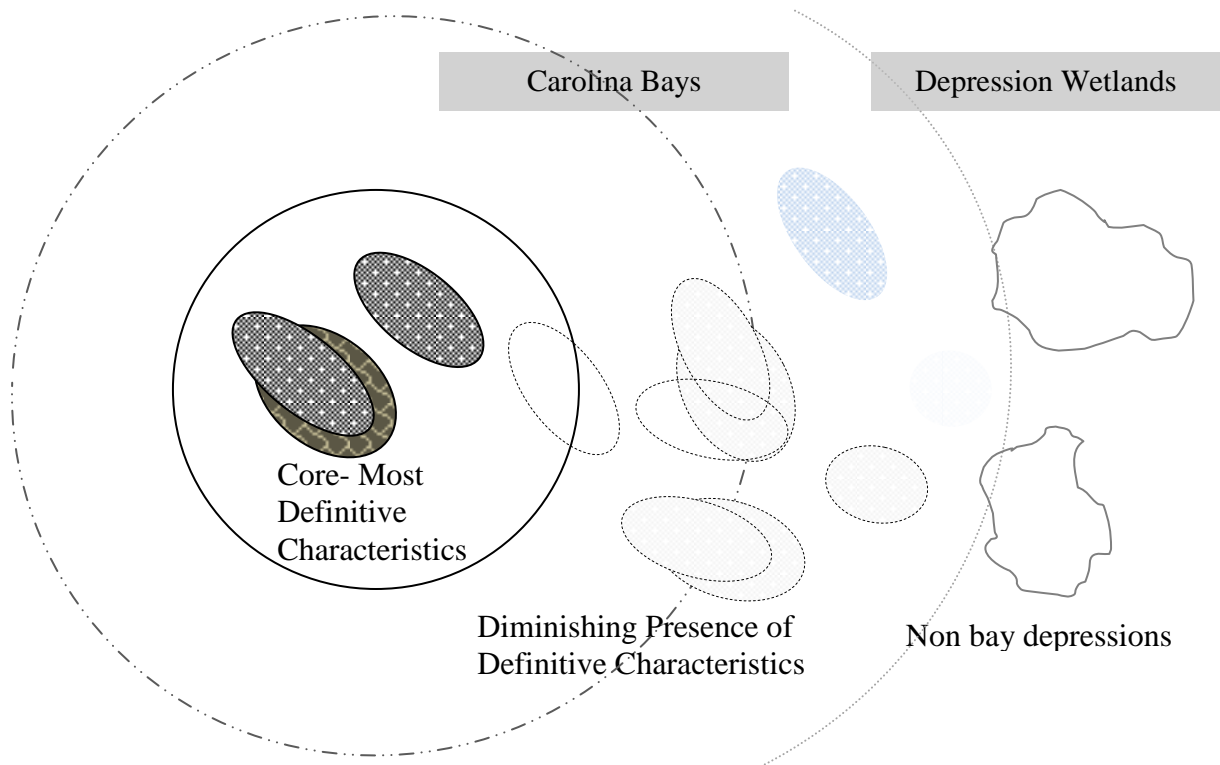 Carolina Bays
Depression Wetlands
Core- Most
Definitive
Characteristics
Diminishing Presence of
Definitive Characteristics
Non bay depressions